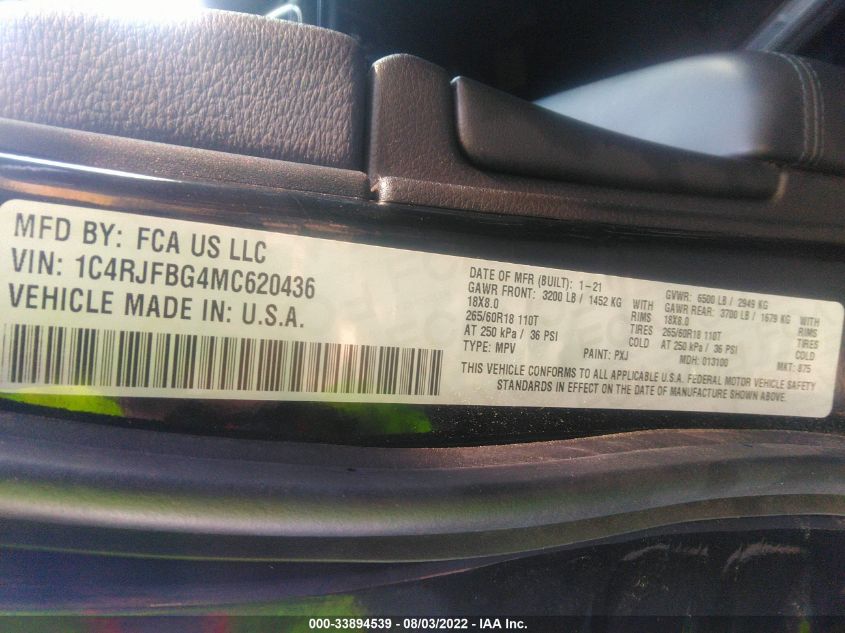 MFD BY: FCA US LLC
VIN: 1C4RJFBG4MC620436
VEHICLE MADE IN: U.S.A.
DATE OF MFR (BUILT): 1-21
GAWR FRONT: 3200 LB / 1452 KG WITH
18X8.0 RIMS
265/60R18 110T TIRES
AT 250 kPa / 36 PSI COLD
TYPE: MPV PAINT: PXJ
GVWR: 6500 LB / 2949 KG
GAWR REAR: 3700 LB / 1679 KG WITH
18X8.0 RIMS
265/60R18 110T TIRES
AT 250 kPa / 36 PSI COLD
MDH: 013100 MKT: 875
THIS VEHICLE CONFORMS TO ALL APPLICABLE U.S.A. FEDERAL MOTOR VEHICLE SAFETY
STANDARDS IN EFFECT ON THE DATE OF MANUFACTURE SHOWN ABOVE.
000-33894539 - 08/03/2022 - IAA Inc.